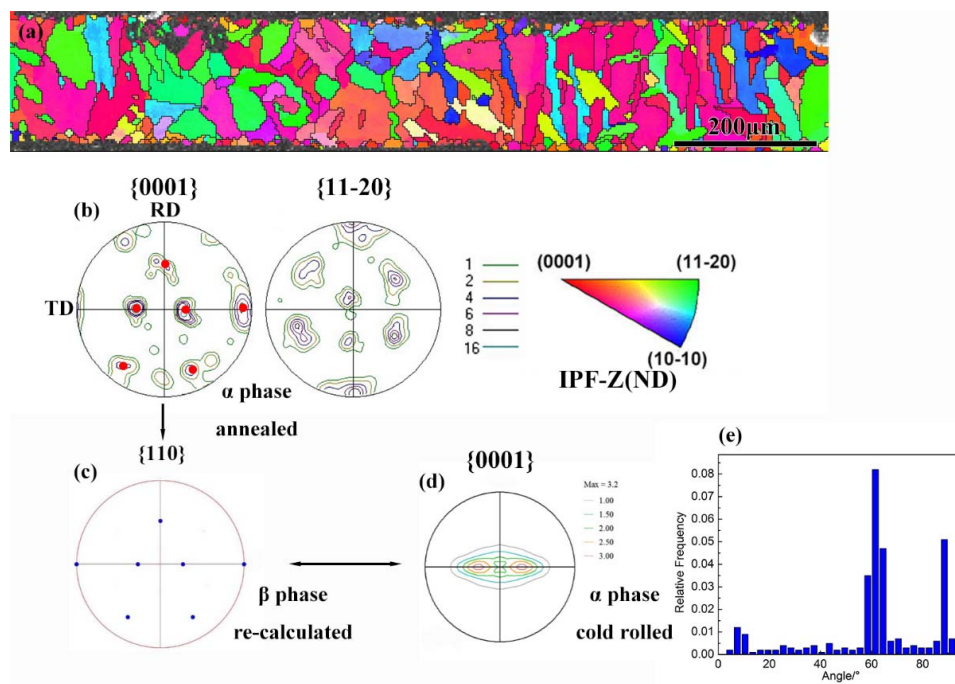 (a)
200μm
{0001}
{11-20}
(b)
RD
TD
1
2
4
6
8
16
(0001)
(11-20)
(10-10)
IPF-Z(ND)
α phase
annealed
{110}
(c)
β phase
re-calculated
{0001}
(d)
Max = 3.2
1.00
1.50
2.00
2.50
3.00
α phase
cold rolled
(e)
Relative Frequency
0.08
0.07
0.06
0.05
0.04
0.03
0.02
0.01
0.00
0 20 40 60 80
Angle/°